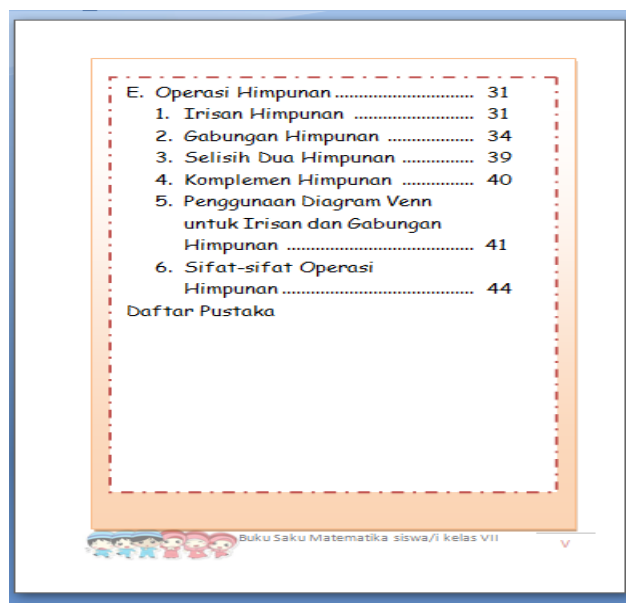 E. Operasi Himpunan ............................ 31
1. Irisan Himpunan ........................ 31
2. Gabungan Himpunan ................. 34
3. Selisih Dua Himpunan ............... 39
4. Komplemen Himpunan ............... 40
5. Penggunaan Diagram Venn
untuk Irisan dan Gabungan
Himpunan ...................................... 41
6. Sifat-sifat Operasi
Himpunan ....................................... 44
Daftar Pustaka
Buku Saku Matematika siswa/i kelas VII
V